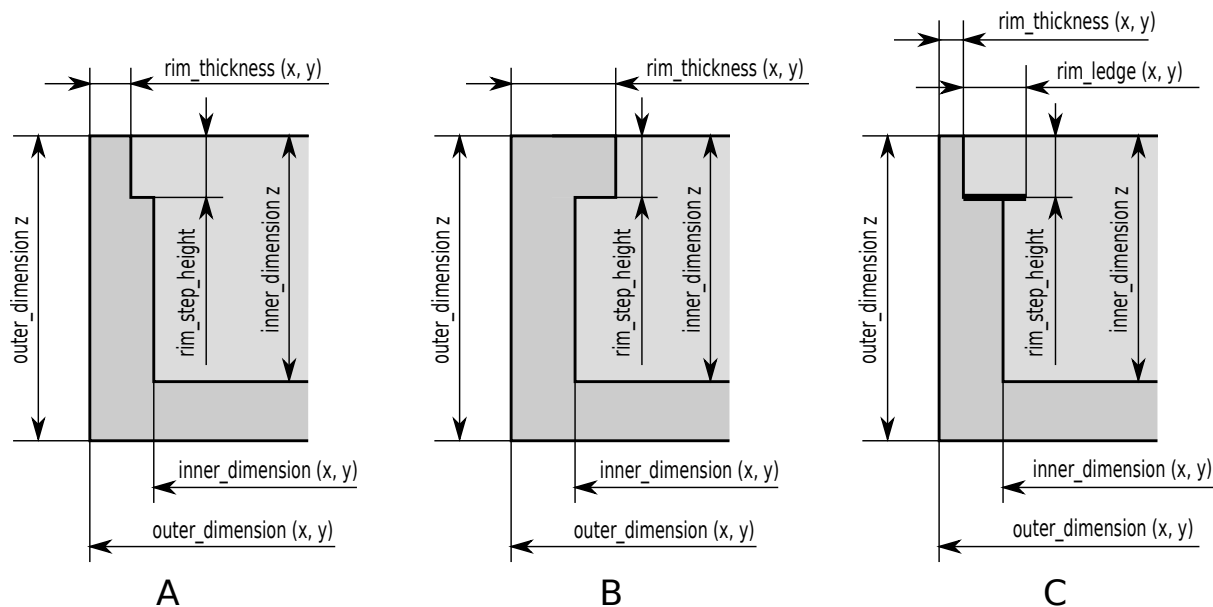 rim_thickness (x, y)
outer_dimension z
rim_step_height
inner_dimension z
inner_dimension (x, y)
outer_dimension (x, y)
A
rim_thickness (x, y)
outer_dimension z
rim_step_height
inner_dimension z
inner_dimension (x, y)
outer_dimension (x, y)
B
rim_thickness (x, y)
rim_ledge (x, y)
outer_dimension z
rim_step_height
inner_dimension z
inner_dimension (x, y)
outer_dimension (x, y)
C